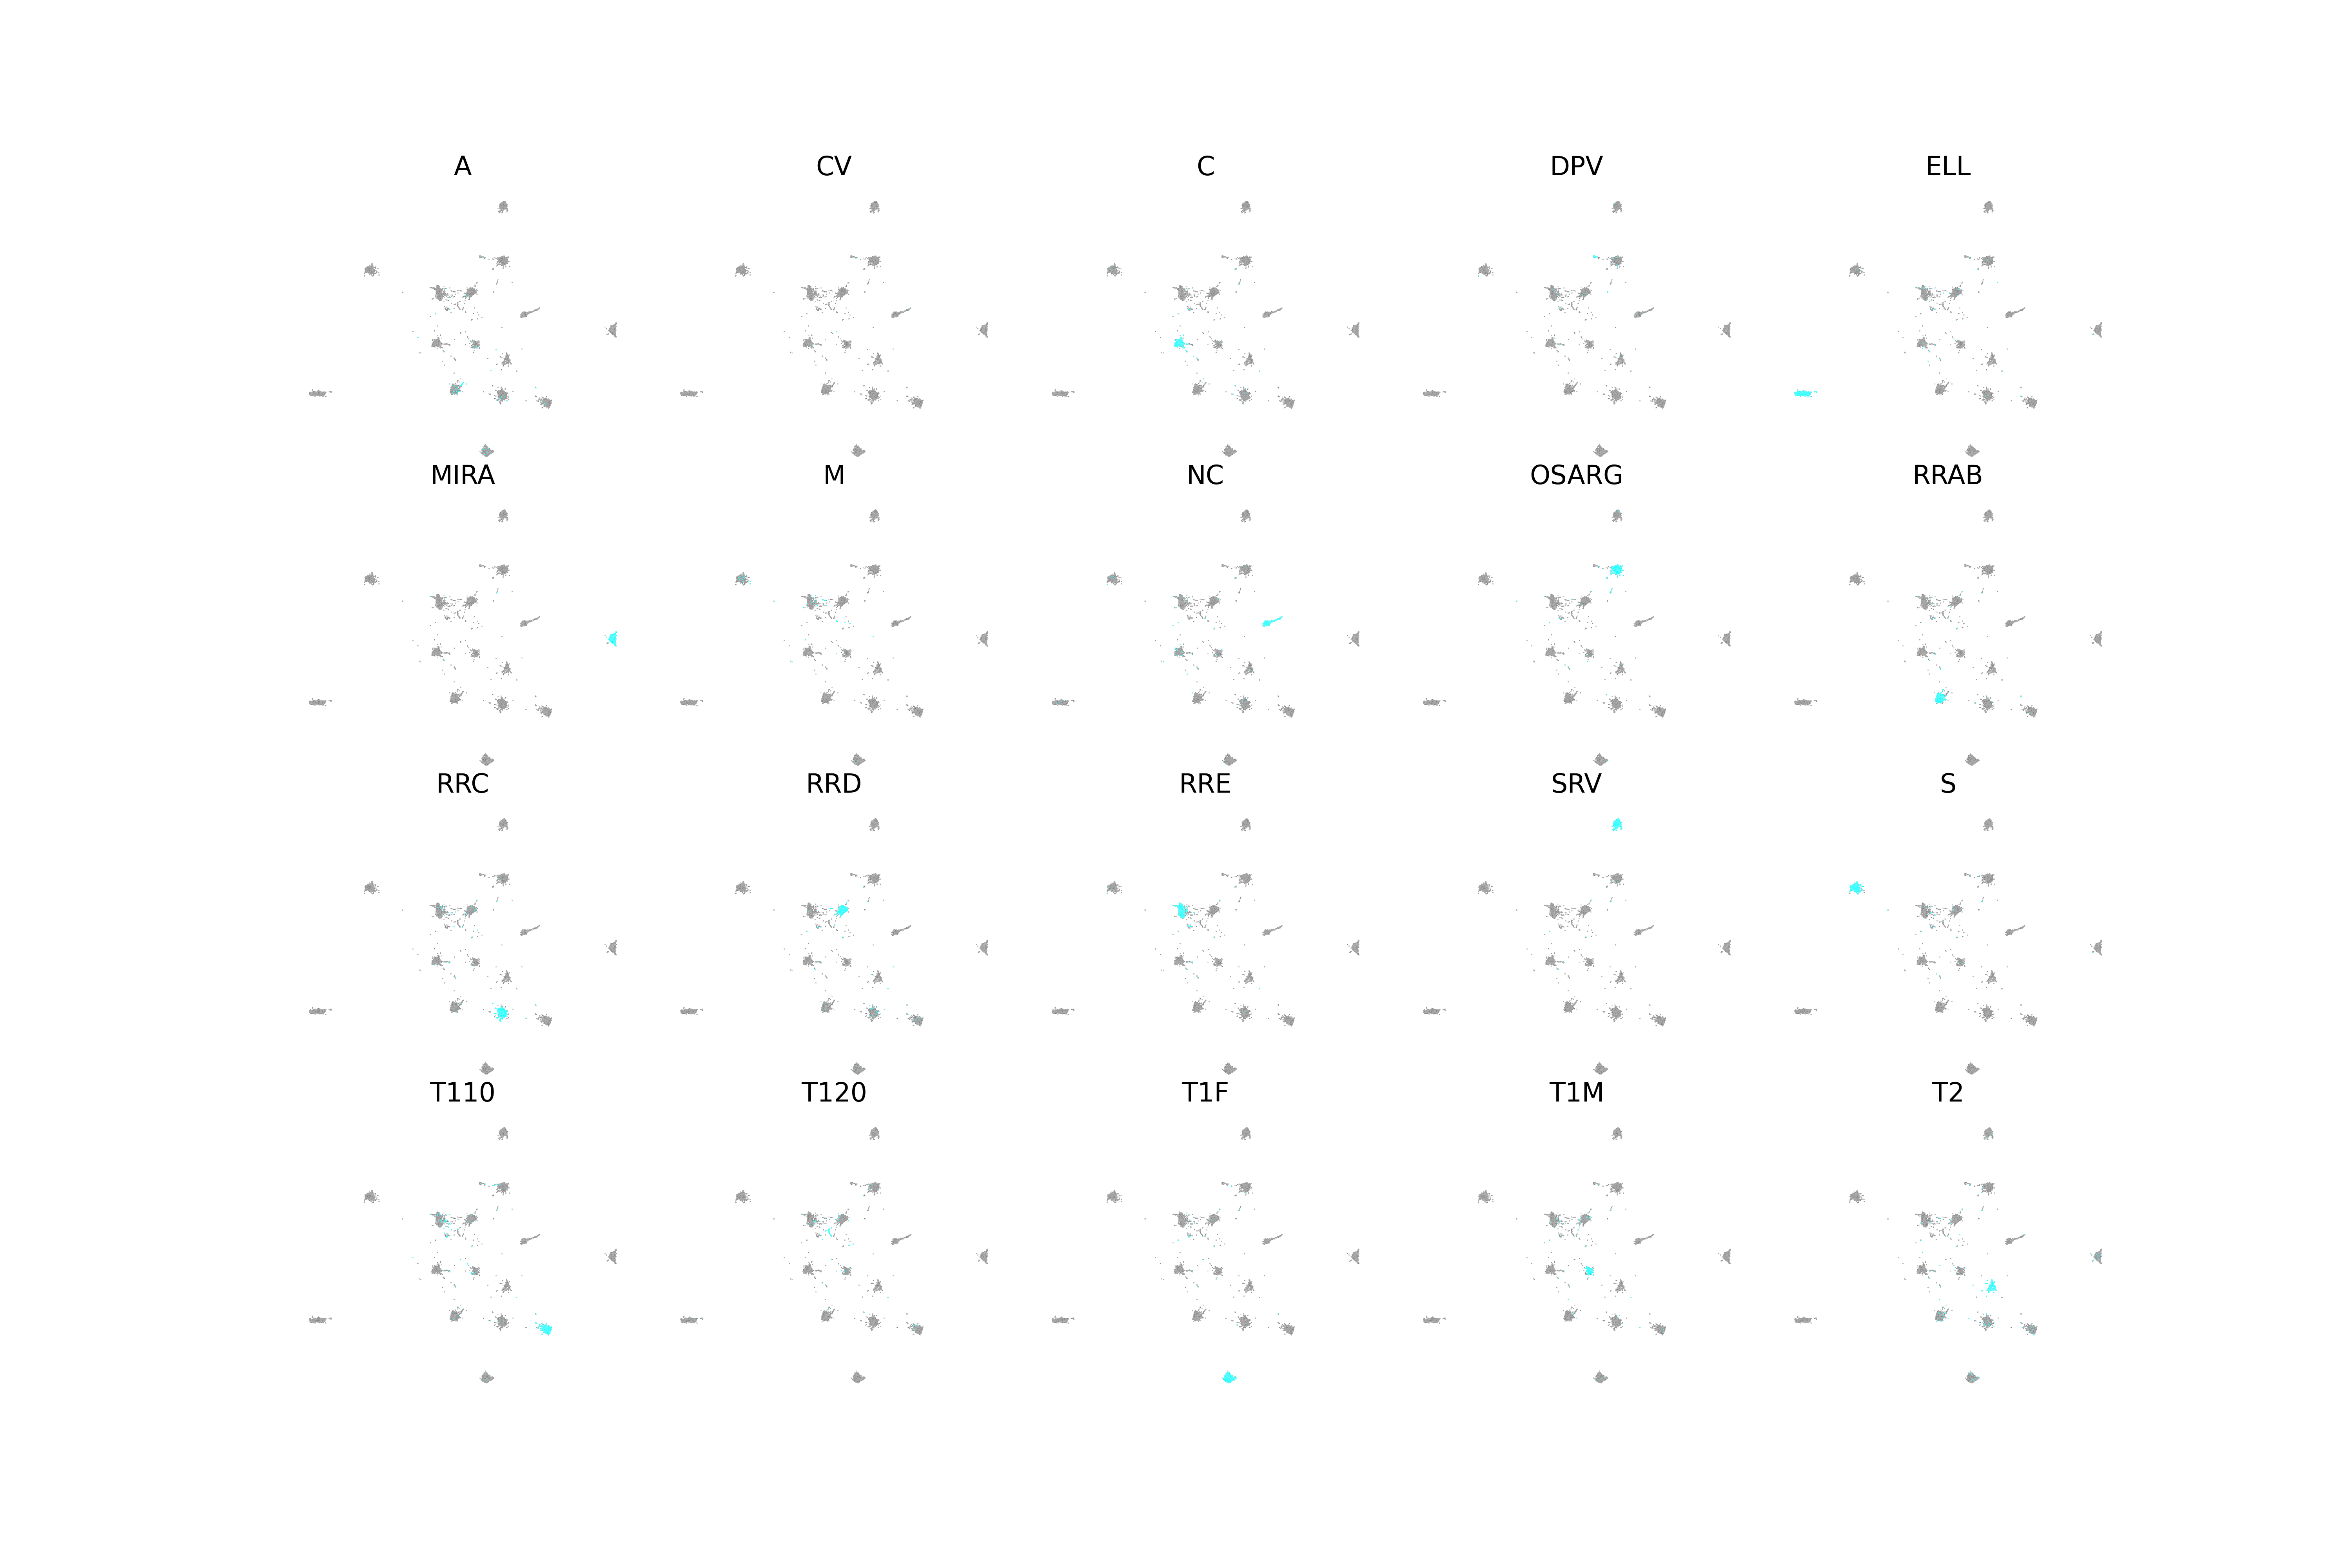 A CV C DPV ELL
MIRA M NC OSARG RRAB
RRC RRD RRE SRV S
T110 T120 T1F T1M T2